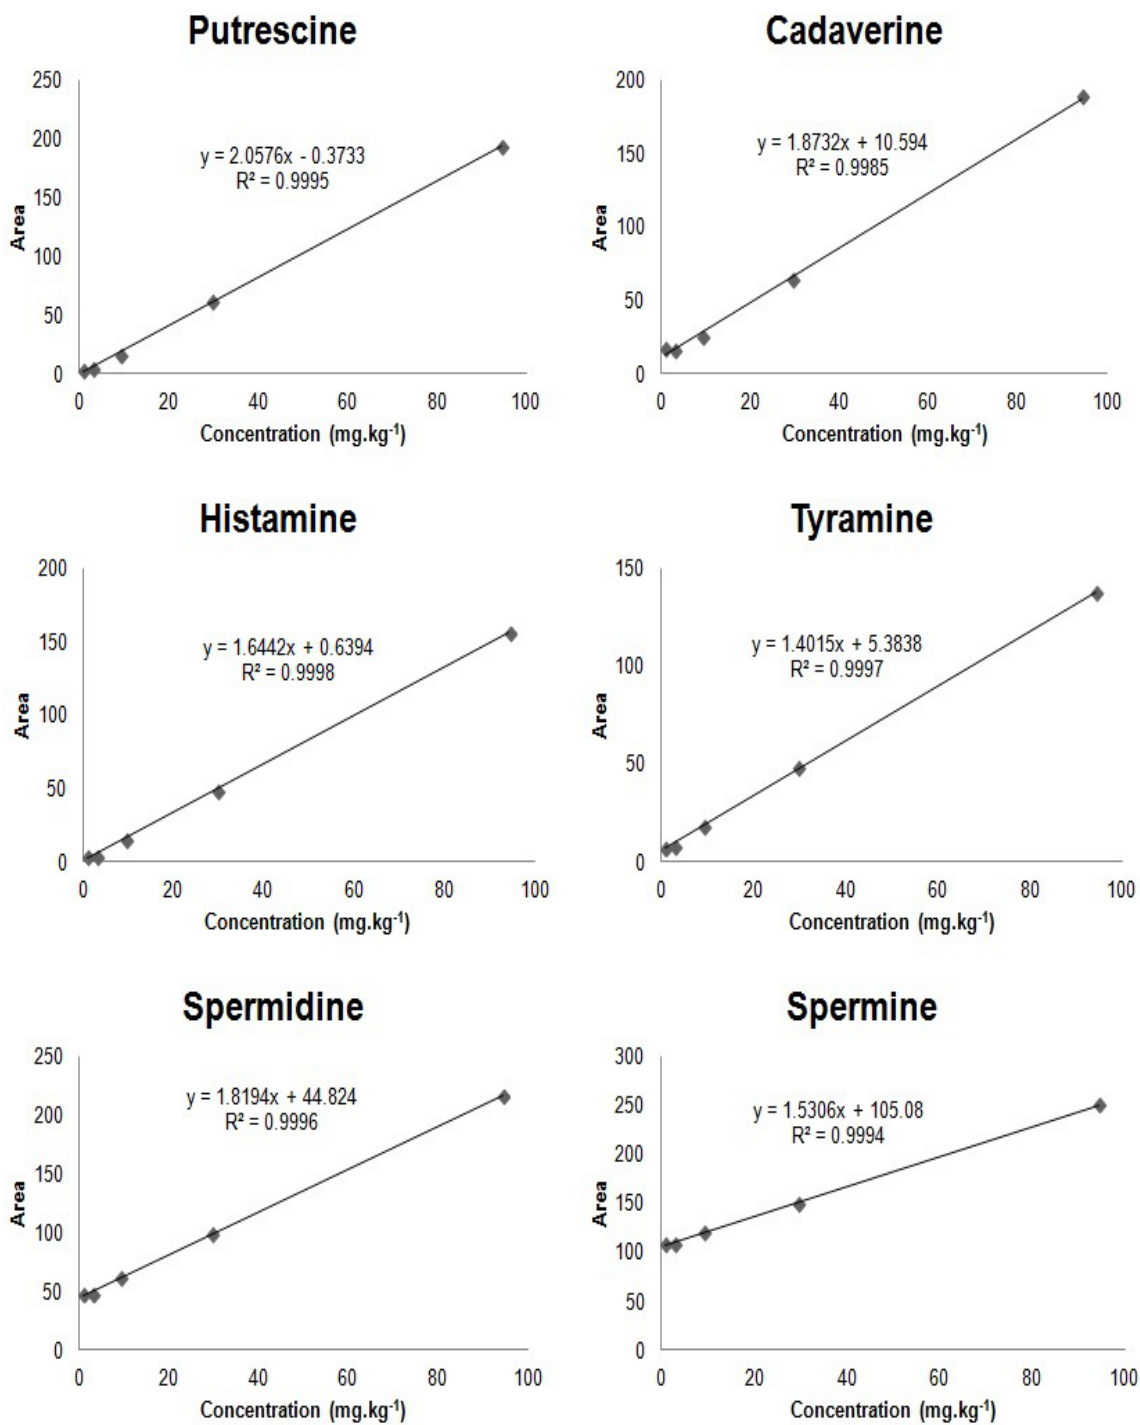 Putrescine
250
200
150
100
50
0
y = 2.0576x - 0.3733
R² = 0.9995
Area
0 20 40 60 80 100
Concentration (mg.kg⁻¹)
Cadaverine
200
150
100
50
0
y = 1.8732x + 10.594
R² = 0.9985
Area
0 20 40 60 80 100
Concentration (mg.kg⁻¹)
Histamine
200
150
100
50
0
y = 1.6442x + 0.6394
R² = 0.9998
Area
0 20 40 60 80 100
Concentration (mg.kg⁻¹)
Tyramine
150
100
50
0
y = 1.4015x + 5.3838
R² = 0.9997
Area
0 20 40 60 80 100
Concentration (mg.kg⁻¹)
Spermidine
250
200
150
100
50
0
y = 1.8194x + 44.824
R² = 0.9996
Area
0 20 40 60 80 100
Concentration (mg.kg⁻¹)
Spermine
300
250
200
150
100
50
0
y = 1.5306x + 105.08
R² = 0.9994
Area
0 20 40 60 80 100
Concentration (mg.kg⁻¹)